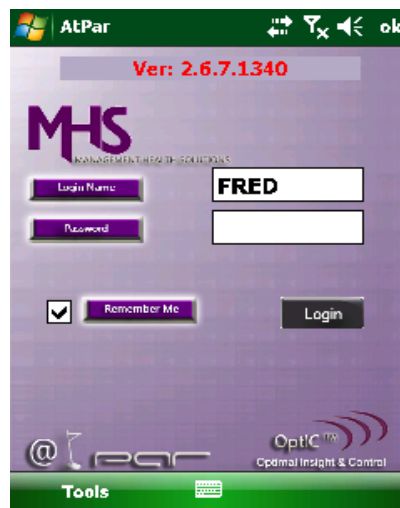 AtPar ok
Ver: 2.6.7.1340
MHS
MANAGEMENT HEALTH SOLUTIONS
Login Name FRED
Password
Remember Me Login
@ par OptIC™
Optimal Insight & Control
Tools